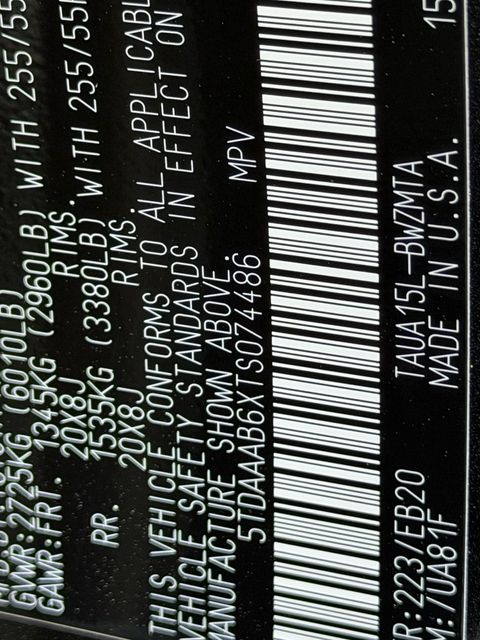 GVWR:2725KG (6010LB)
GAWR:FRT. 1345KG (2960LB) WITH 255/55
20X8J RIMS.
RR. 1535KG (3380LB) WITH 255/55
20X8J RIMS.
THIS VEHICLE CONFORMS TO ALL APPLICABL
VEHICLE SAFETY STANDARDS IN EFFECT ON
MANUFACTURE SHOWN ABOVE.
5TDAAAB6XTS074486 MPV
R:223/EB20 TAUA15L-BWZMTA 15
M:/UA81F MADE IN U.S.A.